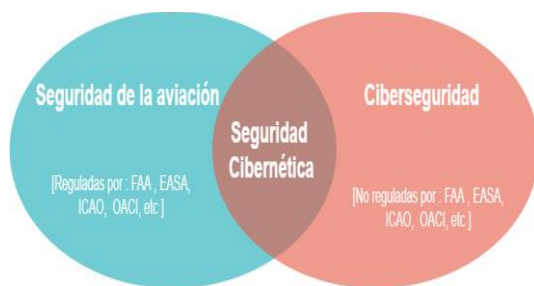 Seguridad de la aviación
[Reguladas por : FAA , EASA,
ICAO, OACI, etc ]
Seguridad
Cibernética
Ciberseguridad
[No reguladas por : FAA , EASA,
ICAO, OACI, etc ]